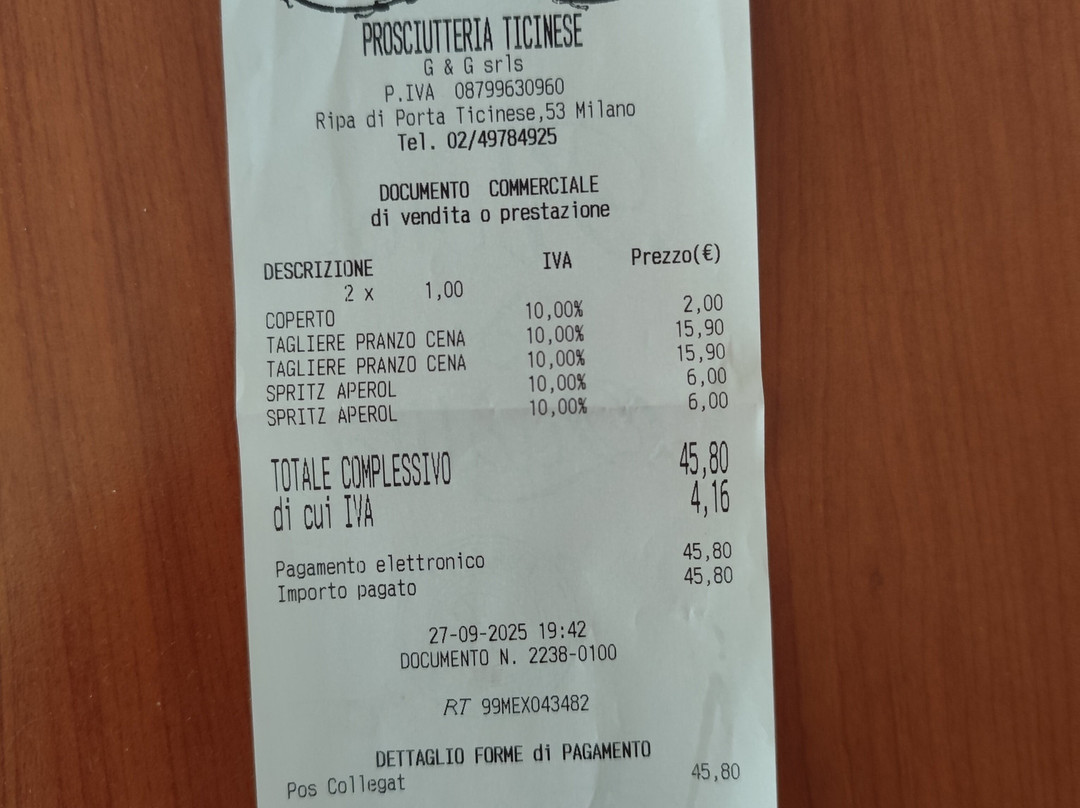 PROSCIUTTERIA TICINESE
G & G srls
P.IVA 08799630960
Ripa di Porta Ticinese,53 Milano
Tel. 02/49784925
DOCUMENTO COMMERCIALE
di vendita o prestazione
DESCRIZIONE IVA Prezzo(€)
2 x 1,00
COPERTO 10,00% 2,00
TAGLIERE PRANZO CENA 10,00% 15,90
TAGLIERE PRANZO CENA 10,00% 15,90
SPRITZ APEROL 10,00% 6,00
SPRITZ APEROL 10,00% 6,00
TOTALE COMPLESSIVO 45,80
di cui IVA 4,16
Pagamento elettronico 45,80
Importo pagato 45,80
27-09-2025 19:42
DOCUMENTO N. 2238-0100
RT 99MEX043482
DETTAGLIO FORME di PAGAMENTO
Pos Collegat 45,80